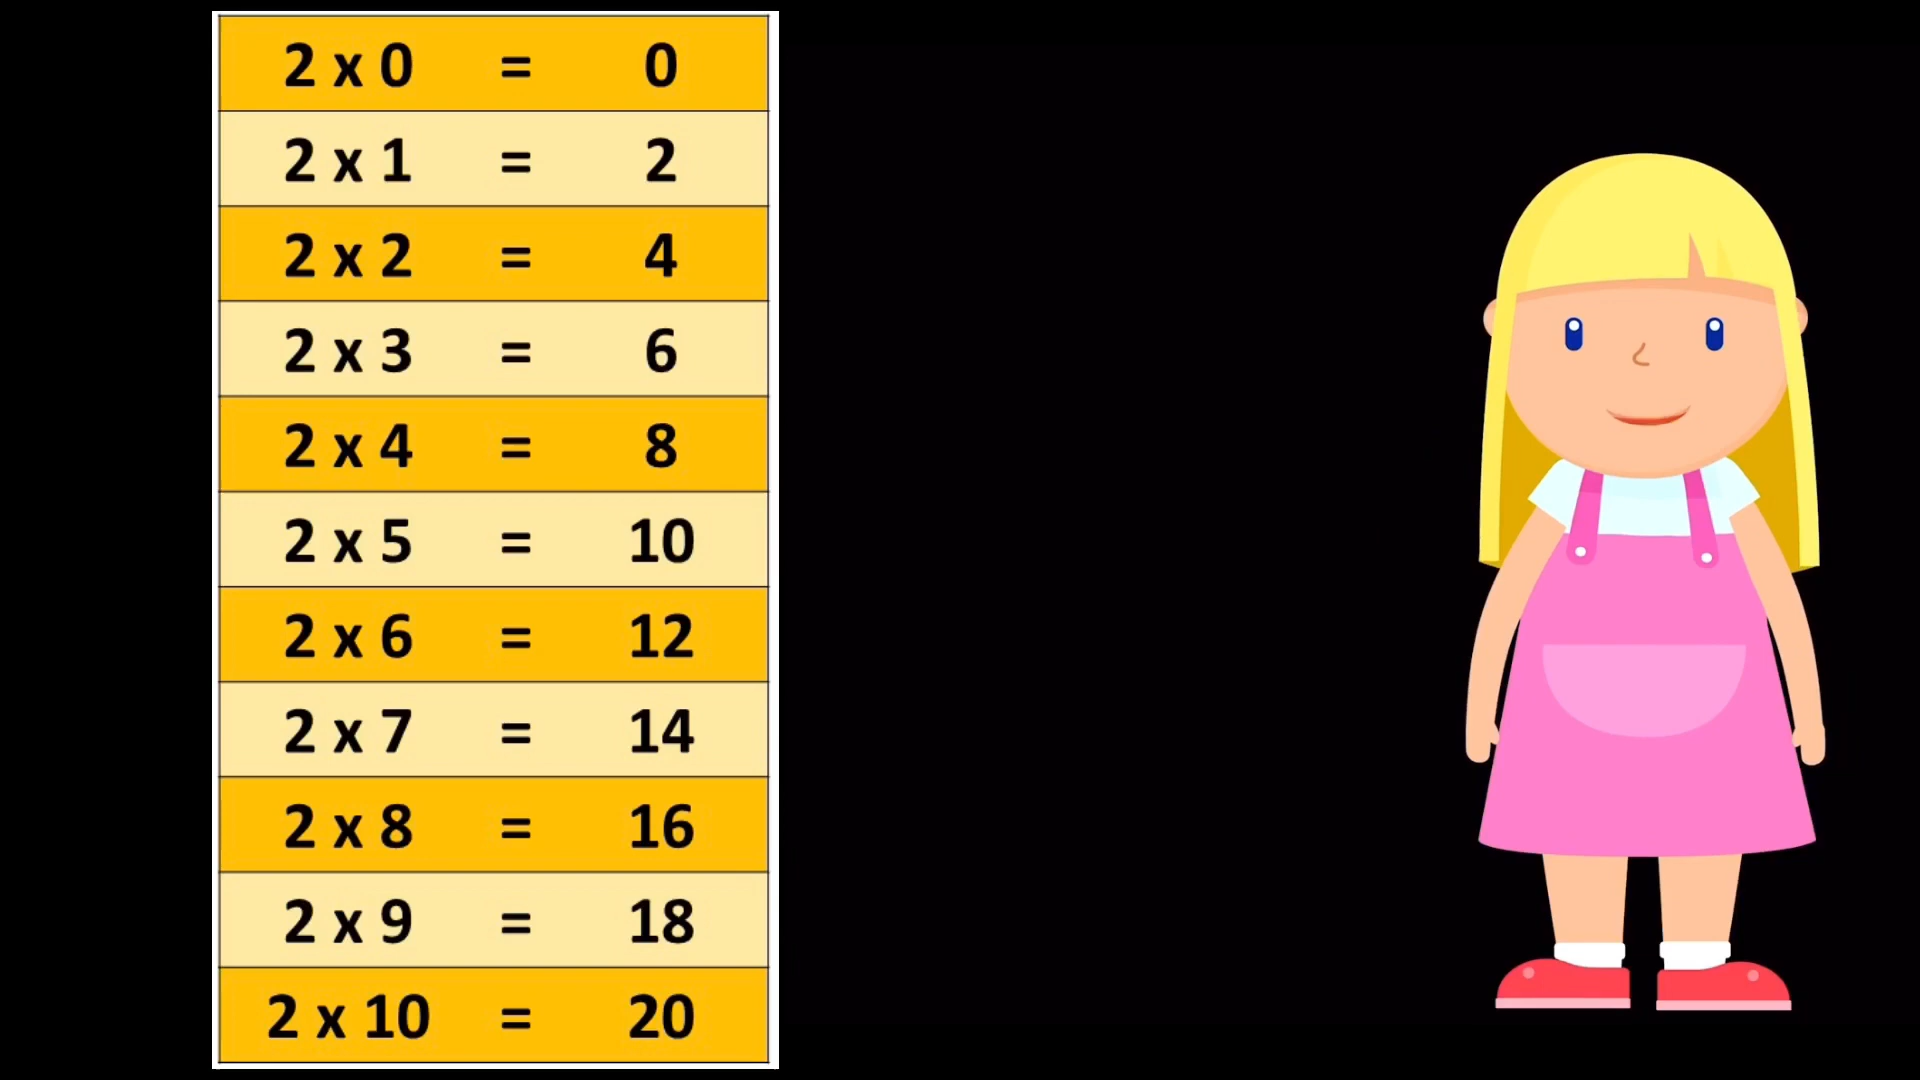 2 x 0 = 0
2 x 1 = 2
2 x 2 = 4
2 x 3 = 6
2 x 4 = 8
2 x 5 = 10
2 x 6 = 12
2 x 7 = 14
2 x 8 = 16
2 x 9 = 18
2 x 10 = 20